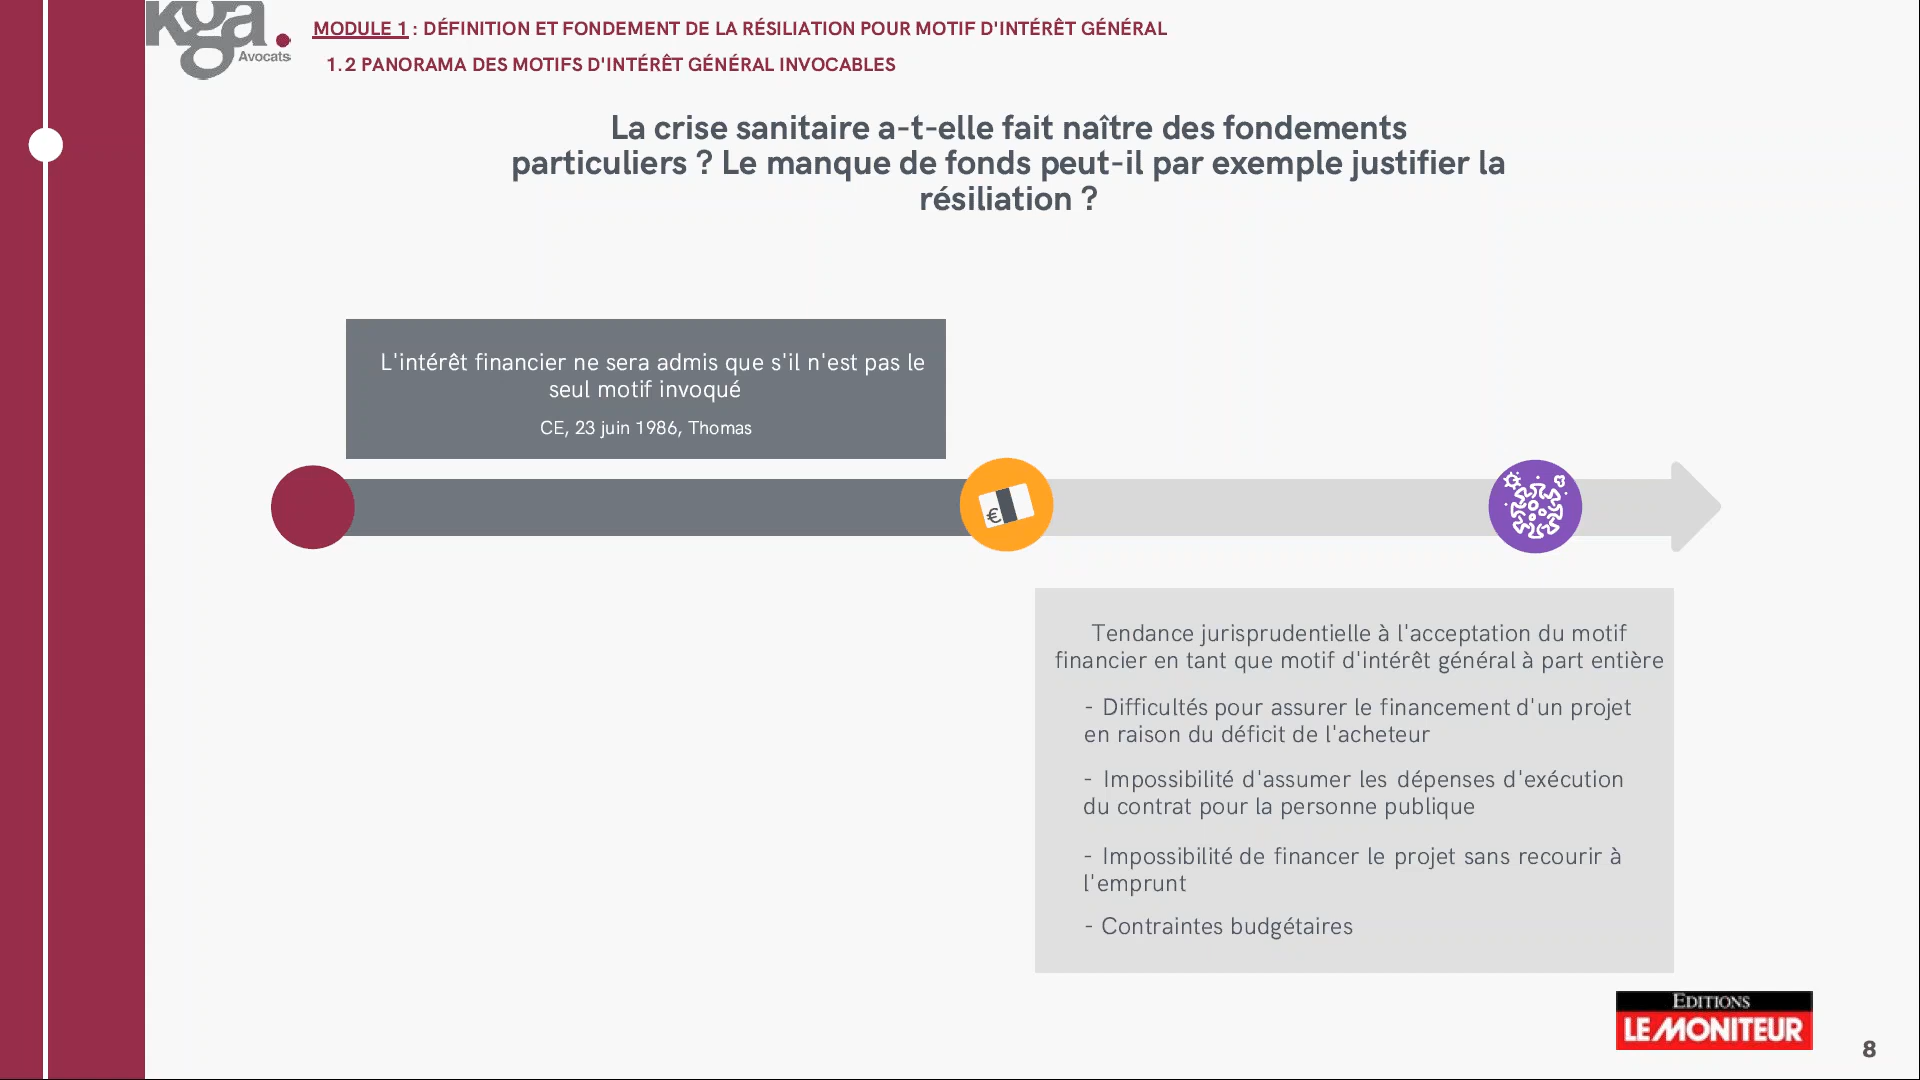 kga.
Avocats
MODULE 1 : DÉFINITION ET FONDEMENT DE LA RÉSILIATION POUR MOTIF D'INTÉRÊT GÉNÉRAL
1.2 PANORAMA DES MOTIFS D'INTÉRÊT GÉNÉRAL INVOCABLES
La crise sanitaire a-t-elle fait naître des fondements
particuliers ? Le manque de fonds peut-il par exemple justifier la
résiliation ?
L'intérêt financier ne sera admis que s'il n'est pas le
seul motif invoqué
CE, 23 juin 1986, Thomas
€
Tendance jurisprudentielle à l'acceptation du motif
financier en tant que motif d'intérêt général à part entière
- Difficultés pour assurer le financement d'un projet
en raison du déficit de l'acheteur
- Impossibilité d'assumer les dépenses d'exécution
du contrat pour la personne publique
- Impossibilité de financer le projet sans recourir à
l'emprunt
- Contraintes budgétaires
EDITIONS
LE MONITEUR
8